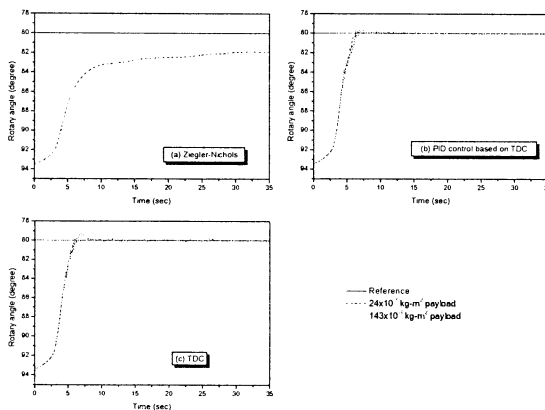 78
80
82
84
86
88
90
92
94
Rotary angle (degree)
(a) Ziegler-Nichols
0 5 10 15 20 25 30 35
Time (sec)
78
80
82
84
86
88
90
92
94
Rotary angle (degree)
(b) PID control based on TDC
0 5 10 15 20 25 30 35
Time (sec)
78
80
82
84
86
88
90
92
94
Rotary angle (degree)
(c) TDC
0 5 10 15 20 25 30 35
Time (sec)
Reference
payload
payload